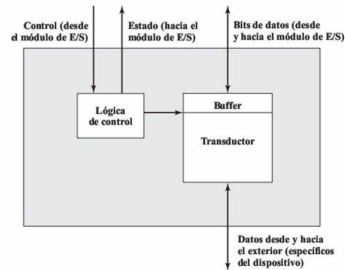 Control (desde
el módulo de E/S)
Estado (hacia el
módulo de E/S)
Bits de datos (desde
y hacia el módulo de E/S)
Lógica
de control
Buffer
Transductor
Datos desde y hacia
el exterior (específicos
del dispositivo)